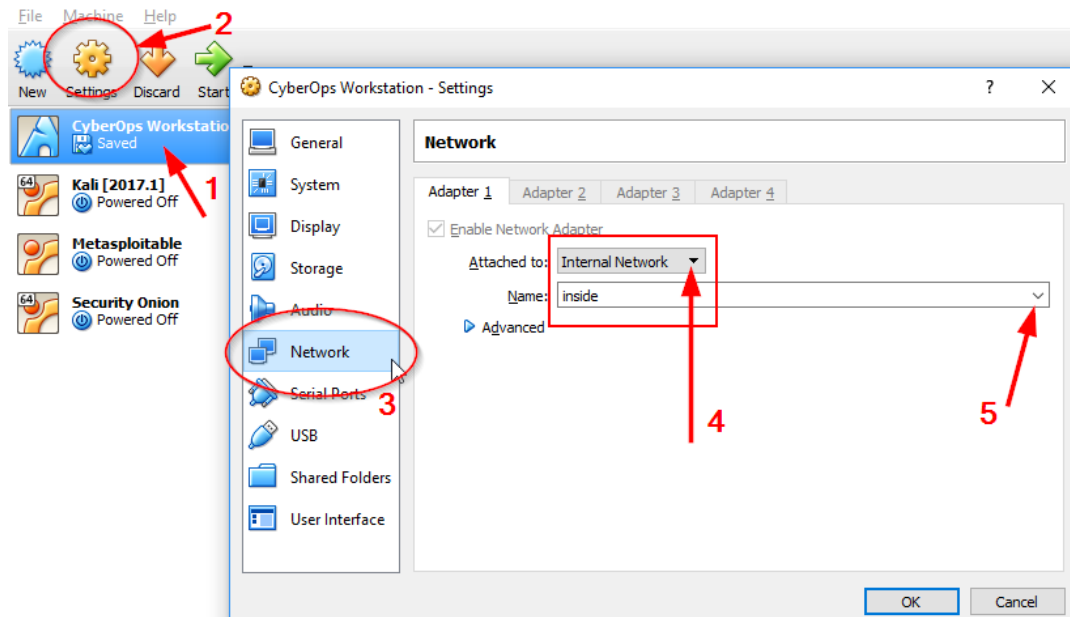 File Machine Help
2
New Settings Discard Start
CyberOps Workstatio
Saved
1
64
Kali [2017.1]
Powered Off
Metasploitable
Powered Off
64
Security Onion
Powered Off
CyberOps Workstation - Settings
?
General
System
Display
Storage
Audio
Network
Serial Ports
3
USB
Shared Folders
User Interface
Network
Adapter 1 Adapter 2 Adapter 3 Adapter 4
Enable Network Adapter
Attached to: Internal Network
Name: inside
Advanced
4
5
OK Cancel